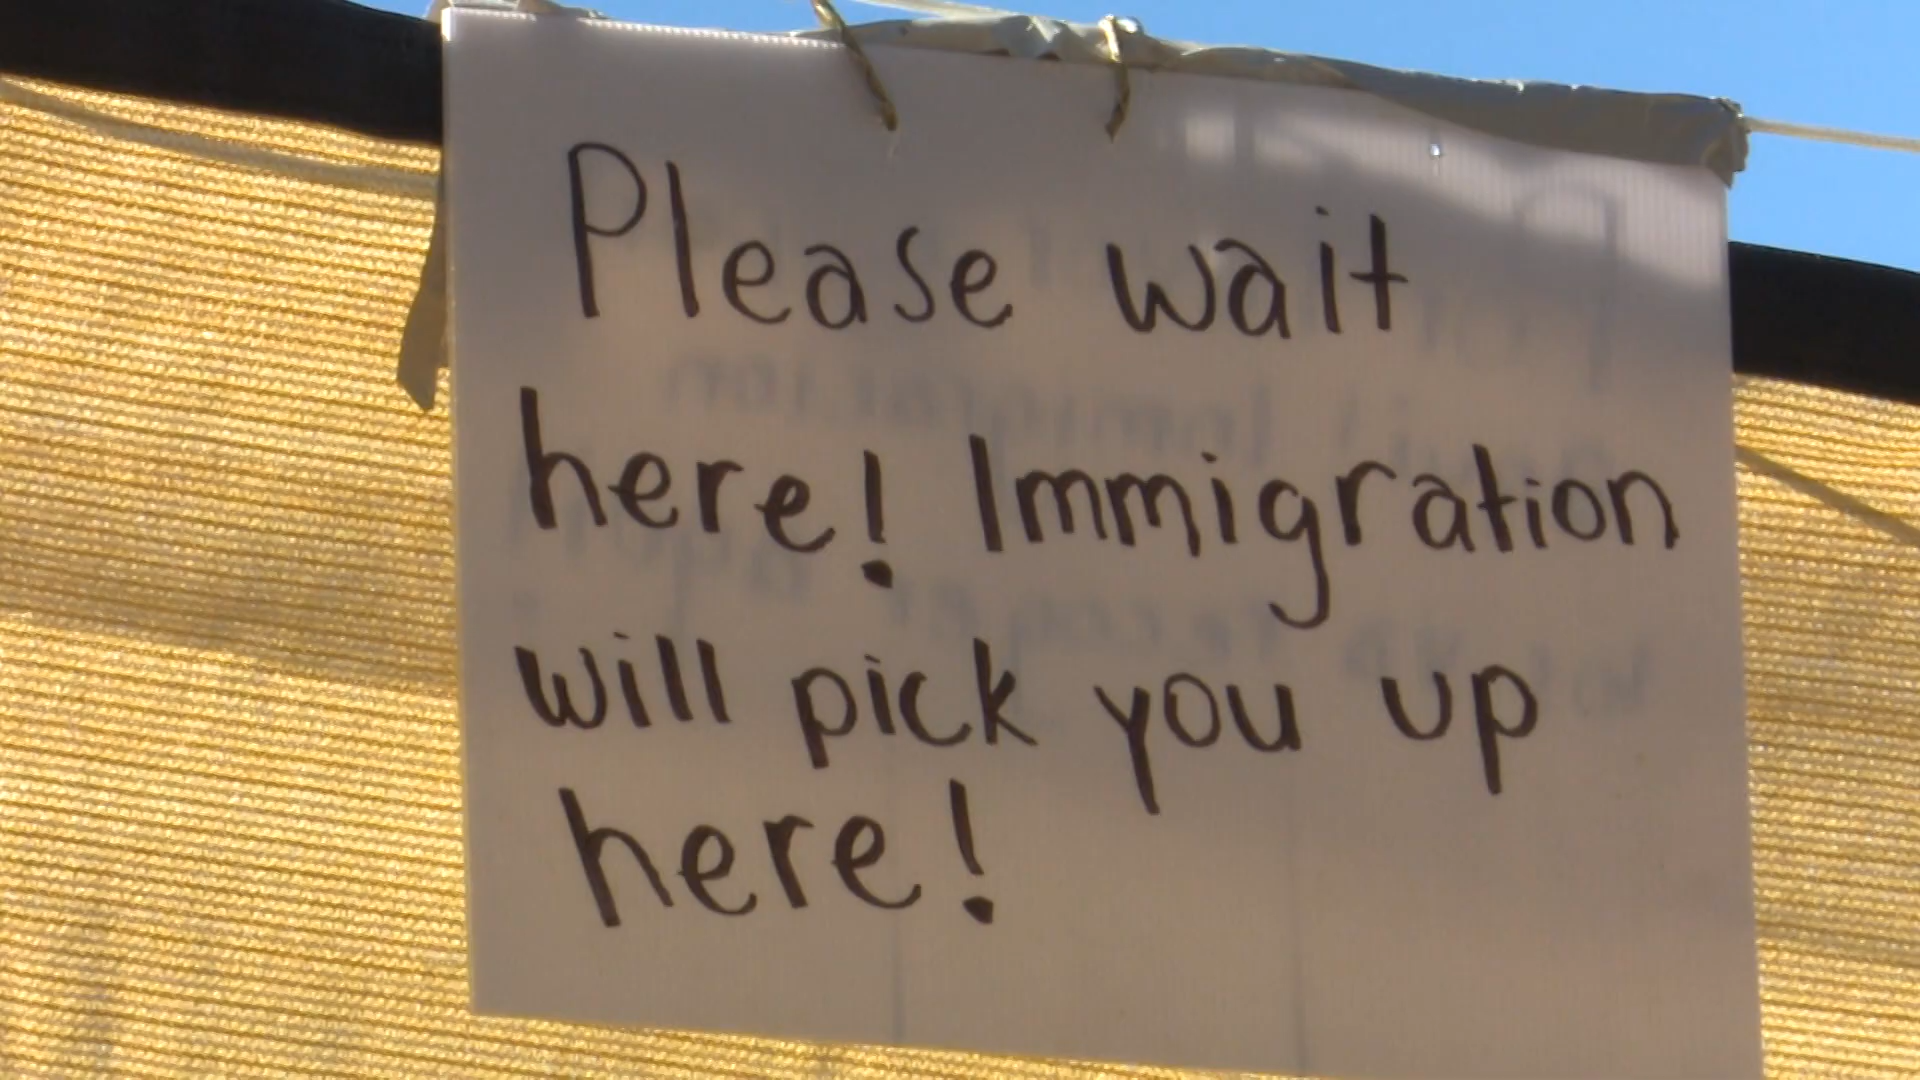 Please wait
here! Immigration
will pick you up
here!